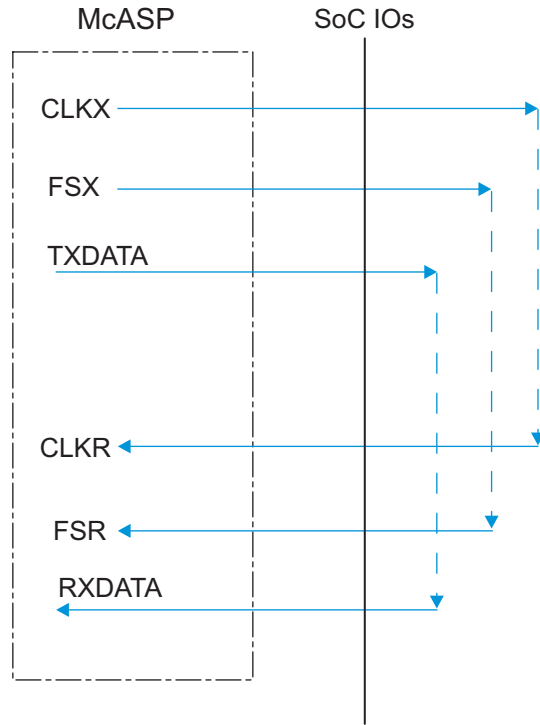 McASP
SoC IOs
CLKX
FSX
TXDATA
CLKR
FSR
RXDATA